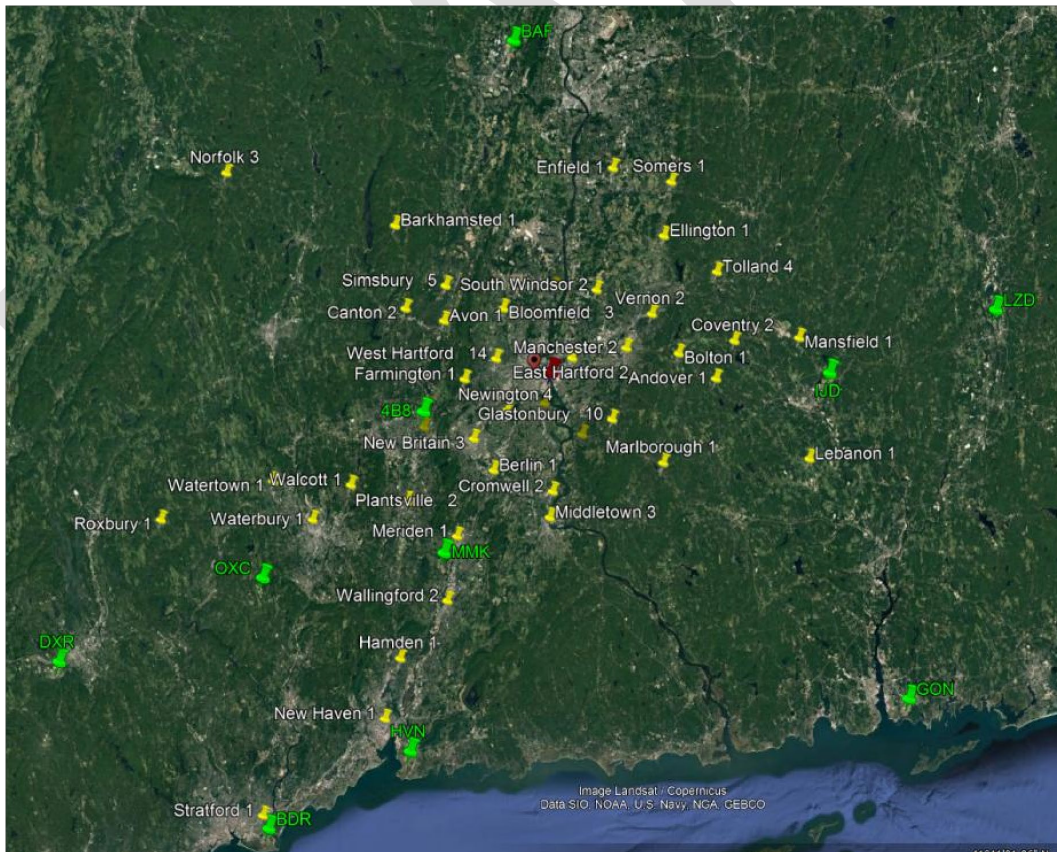 BAF
Norfolk 3
Enfield 1
Somers 1
Barkhamsted 1
Ellington 1
Tolland 4
Simsbury 5
South Windsor 2
Vernon 2
LZD
Canton 2
Avon 1
Bloomfield 3
Coventry 2
Mansfield 1
West Hartford 14
Manchester 2
Bolton 1
Farmington 1
East Hartford 2
Andover 1
IJD
Newington 4
4B8
Glastonbury 10
New Britain 3
Marlborough 1
Lebanon 1
Berlin 1
Watertown 1
Walcott 1
Cromwell 2
Plantsville 2
Roxbury 1
Waterbury 1
Middletown 3
Meriden 1
MMK
OXC
Wallingford 2
DXR
Hamden 1
GON
New Haven 1
HVN
Image Landsat / Copernicus
Data SIO, NOAA, U.S. Navy, NGA, GEBCO
Stratford 1
BDR